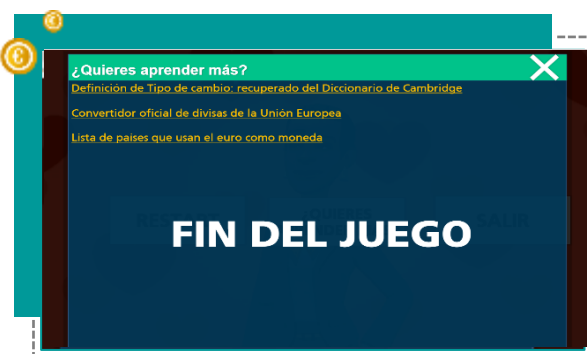 ¿Quieres aprender más?
Definición de Tipo de cambio: recuperado del Diccionario de Cambridge
Convertidor oficial de divisas de la Unión Europea
Lista de países que usan el euro como moneda
SALIR
FIN DEL JUEGO